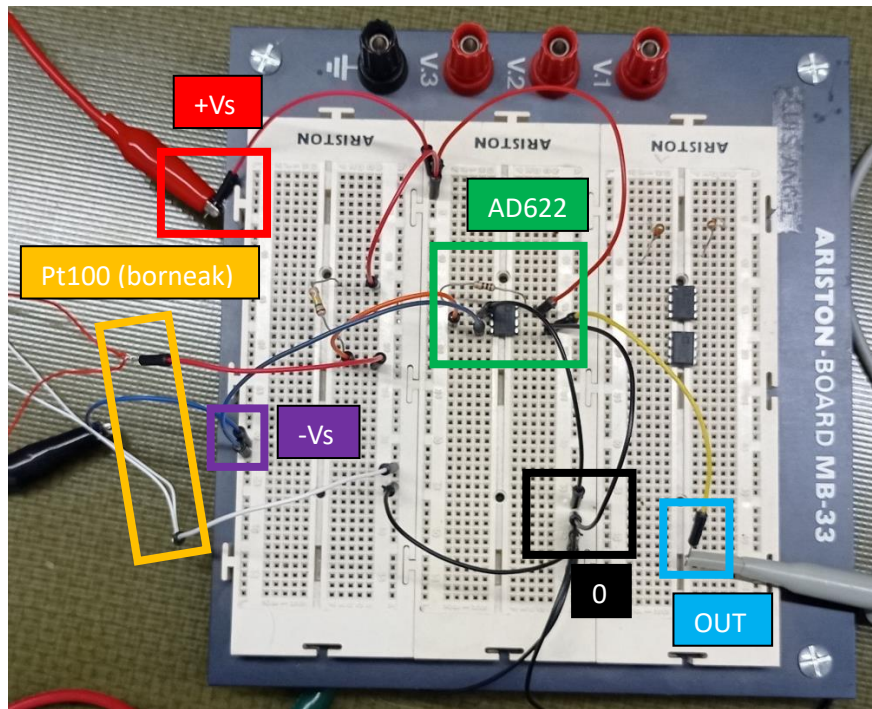 V.3
V.2
V.1
+Vs
ARISTON
ARISTON
ARISTON
AD622
Pt100 (borneak)
ARISTON-BOARD MB-33
-Vs
0
OUT